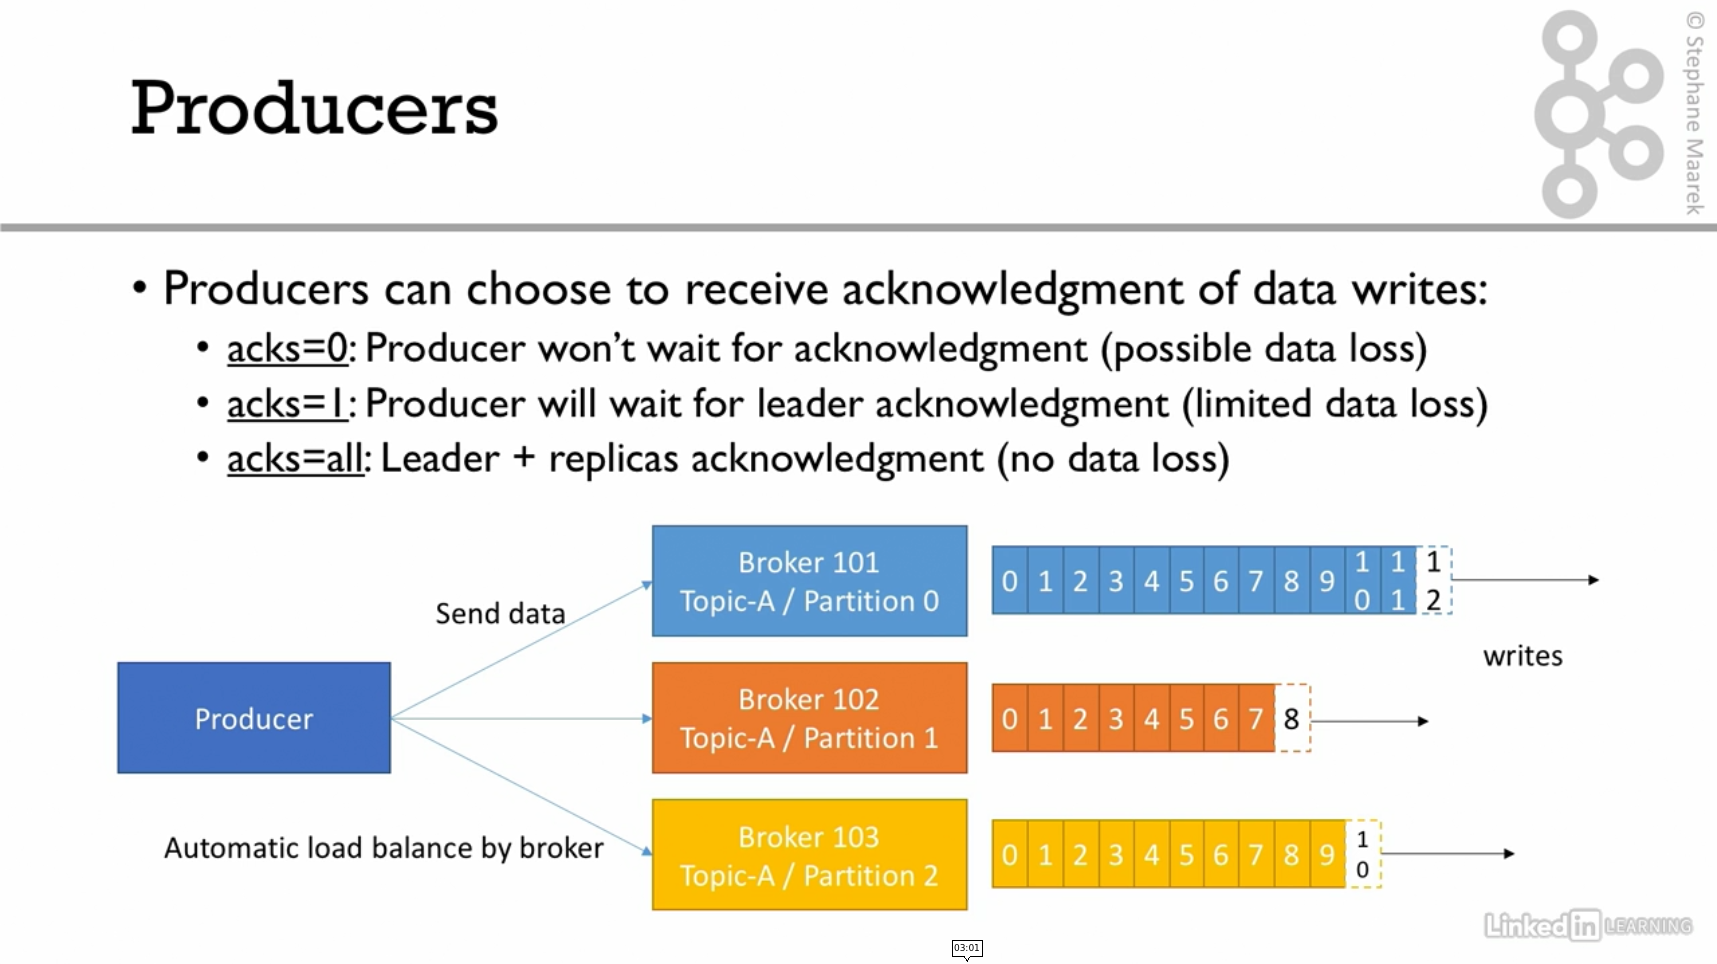 Producers
© Stephane Maarek
• Producers can choose to receive acknowledgment of data writes:
• acks=0: Producer won’t wait for acknowledgment (possible data loss)
• acks=1: Producer will wait for leader acknowledgment (limited data loss)
• acks=all: Leader + replicas acknowledgment (no data loss)
Send data
Producer
Automatic load balance by broker
Broker 101
Topic-A / Partition 0
0 1 2 3 4 5 6 7 8 9 10 11 12
writes
Broker 102
Topic-A / Partition 1
0 1 2 3 4 5 6 7 8
Broker 103
Topic-A / Partition 2
0 1 2 3 4 5 6 7 8 9 10
LinkedIn LEARNING
03:01